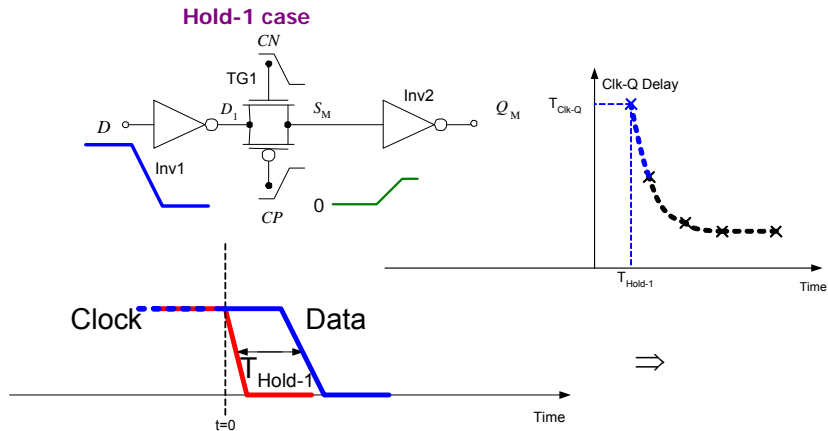 Hold-1 case
CN
TG1
Inv2
D
D1
SM
QM
Inv1
CP
0
Clk-Q Delay
TClk-Q
THold-1
Time
Clock
Data
THold-1
⇒
Time
t=0